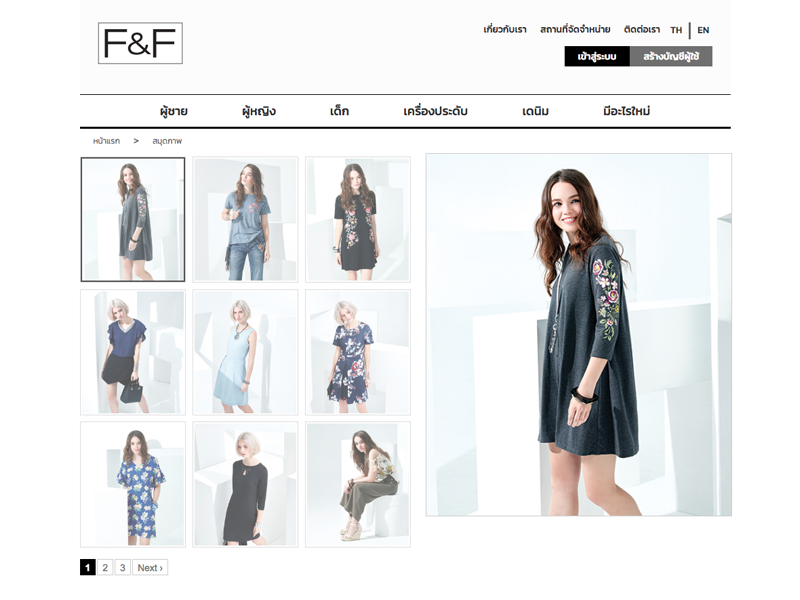 F&F
เกี่ยวกับเรา สถานที่จัดจำหน่าย ติดต่อเรา TH | EN
เข้าสู่ระบบ สร้างบัญชีผู้ใช้
ผู้ชาย ผู้หญิง เด็ก เครื่องประดับ เดนิม มีอะไรใหม่
หน้าแรก > สมุดภาพ
1 2 3 Next ›